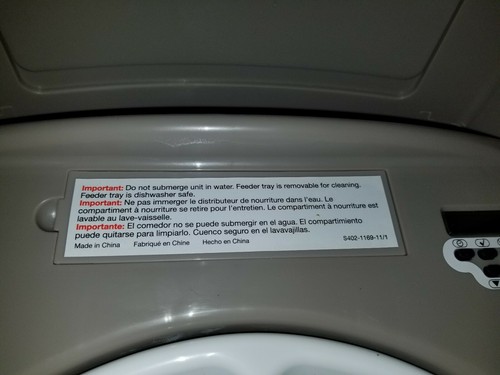 Important: Do not submerge unit in water. Feeder tray is removable for cleaning.
Feeder tray is dishwasher safe.
Important: Ne pas immerger le distributeur de nourriture dans l'eau. Le
compartiment à nourriture se retire pour l'entretien. Le compartiment à nourriture est
lavable au lave-vaisselle.
Importante: El comedor no se puede submergir en el agua. El compartimiento
puede quitarse para limpiarlo. Cuenco seguro en el lavavajillas.
Made in China Fabriqué en Chine Hecho en China S402-1169-11/1